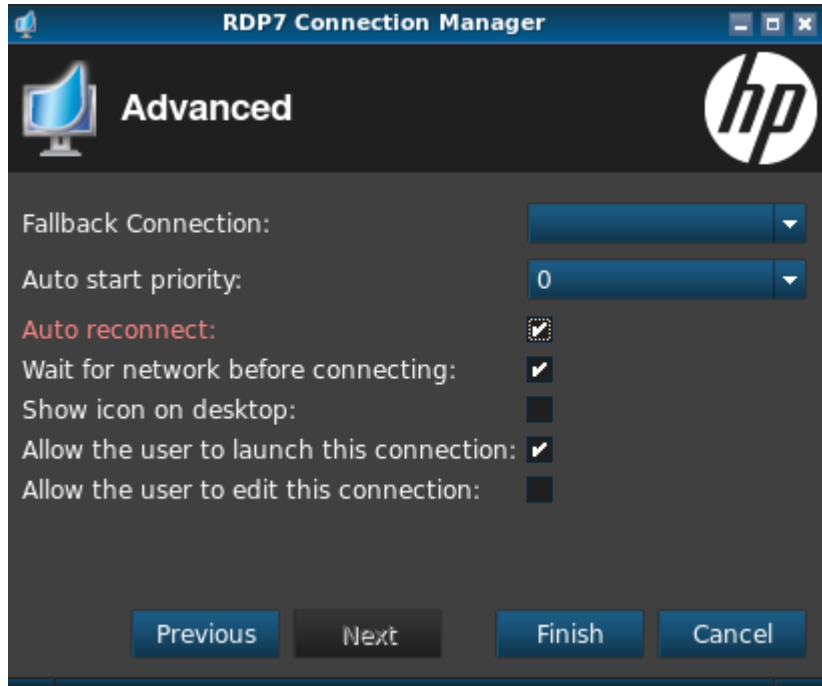 RDP7 Connection Manager
Advanced
hp
Fallback Connection:
Auto start priority: 0
Auto reconnect:
Wait for network before connecting:
Show icon on desktop:
Allow the user to launch this connection:
Allow the user to edit this connection:
Previous Next Finish Cancel